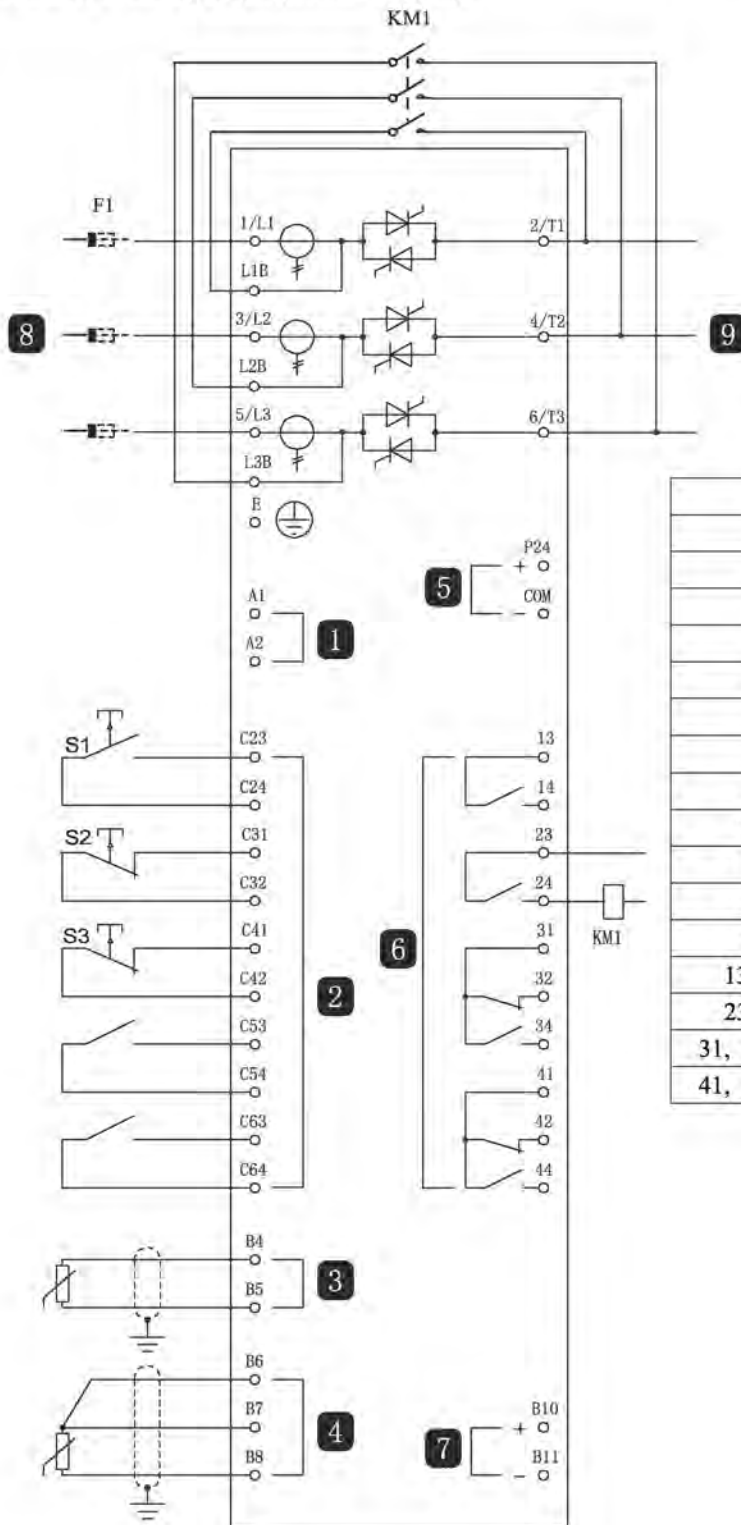 KM1
F1
1/L1
2/T1
L1B
8
3/L2
4/T2
9
L2B
5/L3
6/T3
L3B
E
P24
5
+
COM
−
A1
1
A2
S1
C23
13
C24
14
S2
C31
23
C32
24
KM1
S3
C41
6
31
C42
2
32
C53
34
C54
41
C63
42
C64
44
13
23
31,
41,
B4
3
B5
B6
B7
4
7
+
B10
B8
−
B11